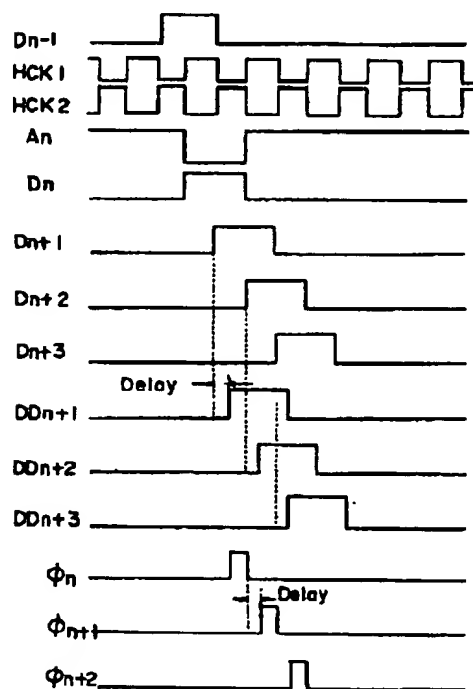 Dn-1
HCK1
HCK2
An
Dn
Dn+1
Dn+2
Dn+3
Delay
DDn+1
DDn+2
DDn+3
ϕn
Delay
ϕn+1
ϕn+2